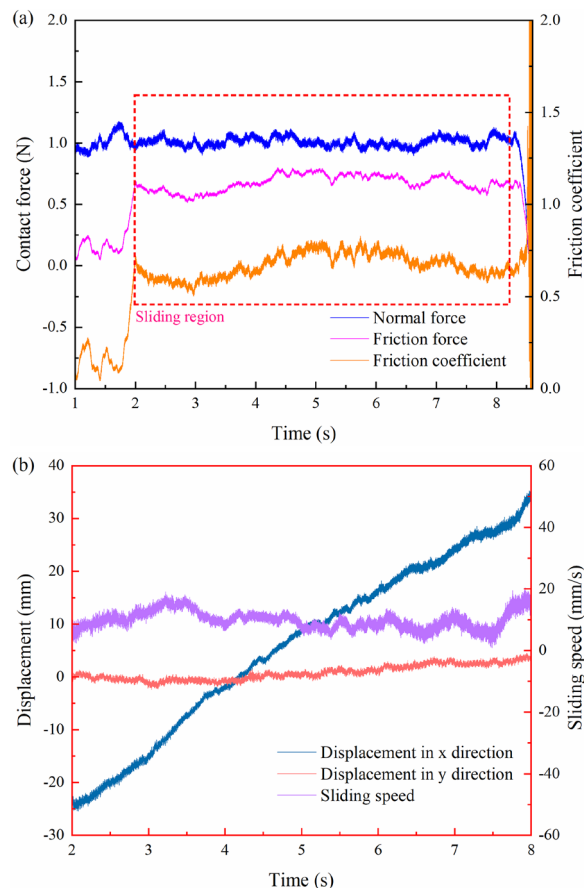 (a)
2.0
1.5
1.0
0.5
0.0
-0.5
-1.0
Contact force (N)
2.0
1.5
1.0
0.5
0.0
Friction coefficient
Sliding region
Normal force
Friction force
Friction coefficient
1 2 3 4 5 6 7 8
Time (s)
(b)
40
30
20
10
0
-10
-20
-30
Displacement (mm)
60
40
20
0
-20
-40
-60
Sliding speed (mm/s)
Displacement in x direction
Displacement in y direction
Sliding speed
2 3 4 5 6 7 8
Time (s)